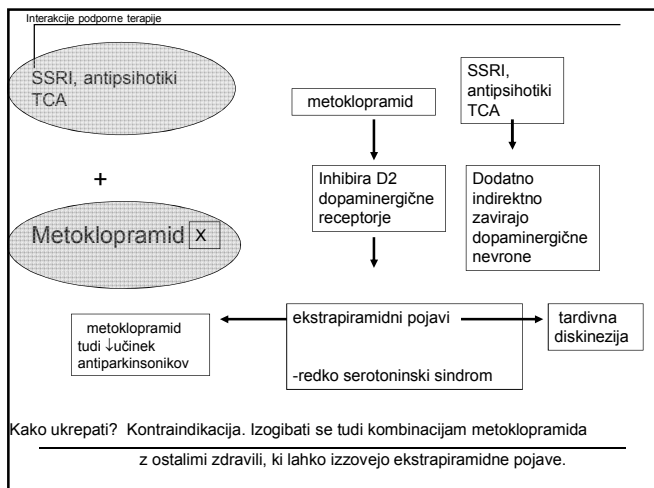 Interakcije podporne terapije
SSRI, antipsihotiki
TCA
+
Metoklopramid X
metoklopramid
SSRI,
antipsihotiki
TCA
Inhibira D2
dopaminergične
receptorje
Dodatno
indirektno
zavirajo
dopaminergične
nevrone
metoklopramid
tudi ↓učinek
antiparkinsonikov
ekstrapiramidni pojavi
-redko serotoninski sindrom
tardivna
diskinezija
Kako ukrepati? Kontraindikacija. Izogibati se tudi kombinacijam metoklopramida
z ostalimi zdravili, ki lahko izzovejo ekstrapiramidne pojave.